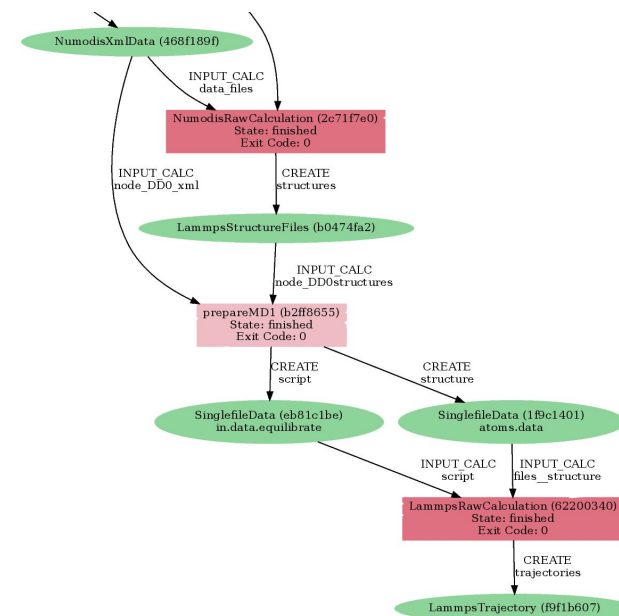 NumodisXmlData (468f189f)
INPUT_CALC
data_files
NumodisRawCalculation (2c71f7e0)
State: finished
Exit Code: 0
INPUT_CALC
node_DD0_xml
CREATE
structures
LammpsStructureFiles (b0474fa2)
INPUT_CALC
node_DD0structures
prepareMD1 (b2ff8655)
State: finished
Exit Code: 0
CREATE
script
CREATE
structure
SinglefileData (eb81c1be)
in.data.equilibrate
SinglefileData (1f9c1401)
atoms.data
INPUT_CALC
script
INPUT_CALC
files__structure
LammpsRawCalculation (62200340)
State: finished
Exit Code: 0
CREATE
trajectories
LammpsTrajectory (f9f1b607)